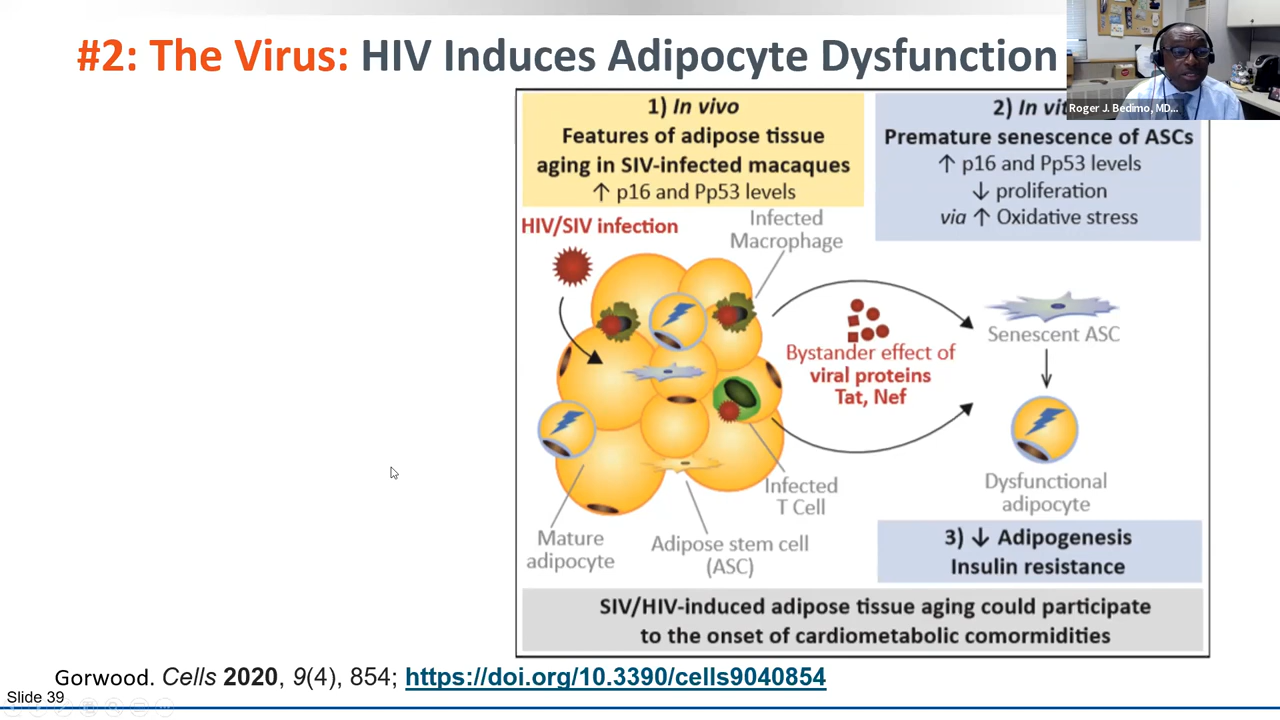 #2: The Virus: HIV Induces Adipocyte Dysfunction
Roger J. Bedimo, MD...
1) In vivo
Features of adipose tissue
aging in SIV-infected macaques
↑ p16 and Pp53 levels
2) In vit
Premature senescence of ASCs
↑ p16 and Pp53 levels
↓ proliferation
via ↑ Oxidative stress
HIV/SIV infection
Infected
Macrophage
Bystander effect of
viral proteins
Tat, Nef
Senescent ASC
Dysfunctional
adipocyte
Infected
T Cell
Mature
adipocyte
Adipose stem cell
(ASC)
3) ↓ Adipogenesis
Insulin resistance
SIV/HIV-induced adipose tissue aging could participate
to the onset of cardiometabolic comormidities
Gorwood. Cells 2020, 9(4), 854; https://doi.org/10.3390/cells9040854
Slide 39